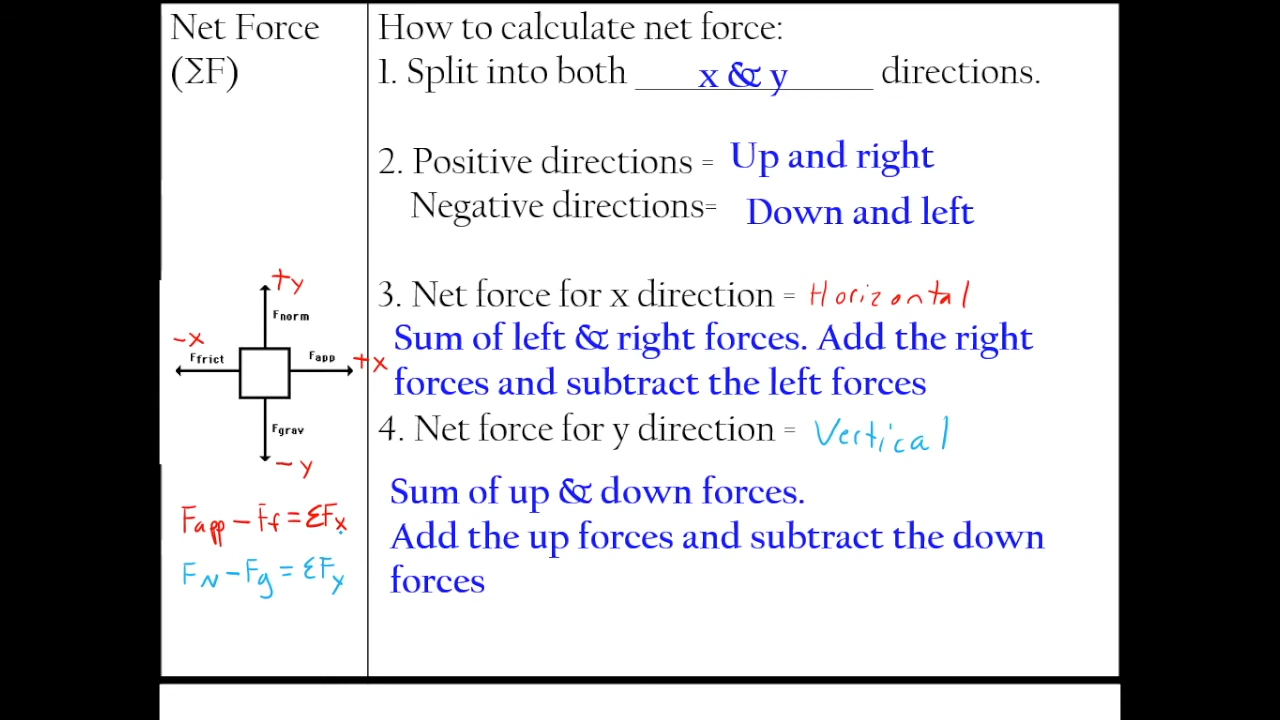 Net Force
(ΣF)
How to calculate net force:
1. Split into both x & y directions.
2. Positive directions = Up and right
Negative directions= Down and left
3. Net force for x direction = Horizontal
Sum of left & right forces. Add the right
forces and subtract the left forces
4. Net force for y direction = Vertical
Sum of up & down forces.
Add the up forces and subtract the down
forces
+y
Fnorm
-x
Ffrict
Fapp
+x
Fgrav
-y
Fapp - Ff = ΣFx
FN - Fg = ΣFy